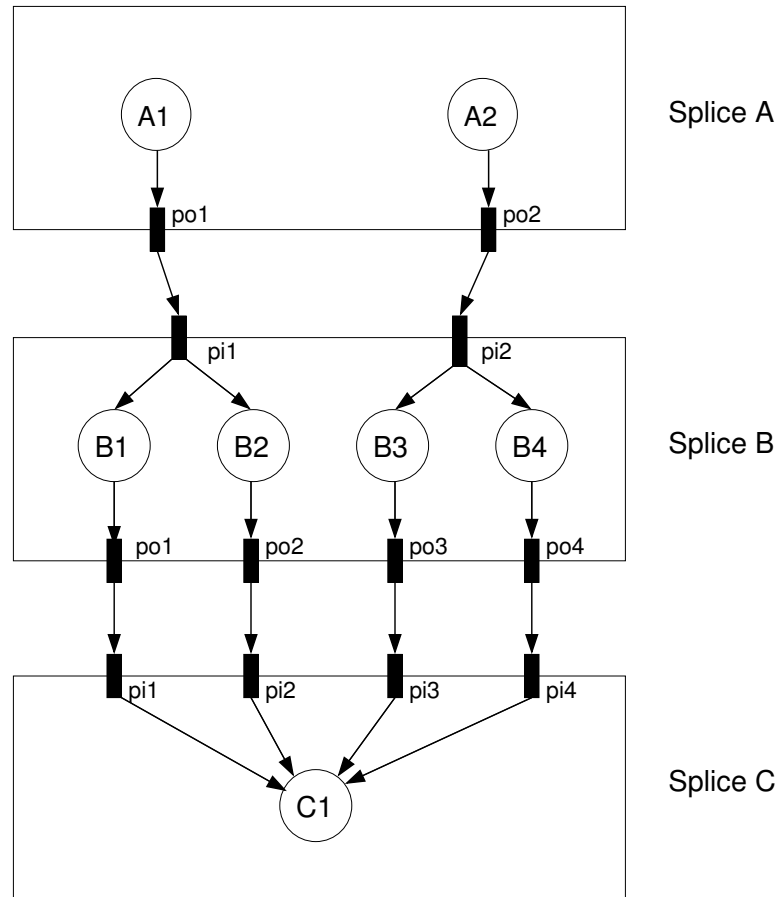 A1
A2
Splice A
po1
po2
pi1
pi2
B1
B2
B3
B4
Splice B
po1
po2
po3
po4
pi1
pi2
pi3
pi4
Splice C
C1